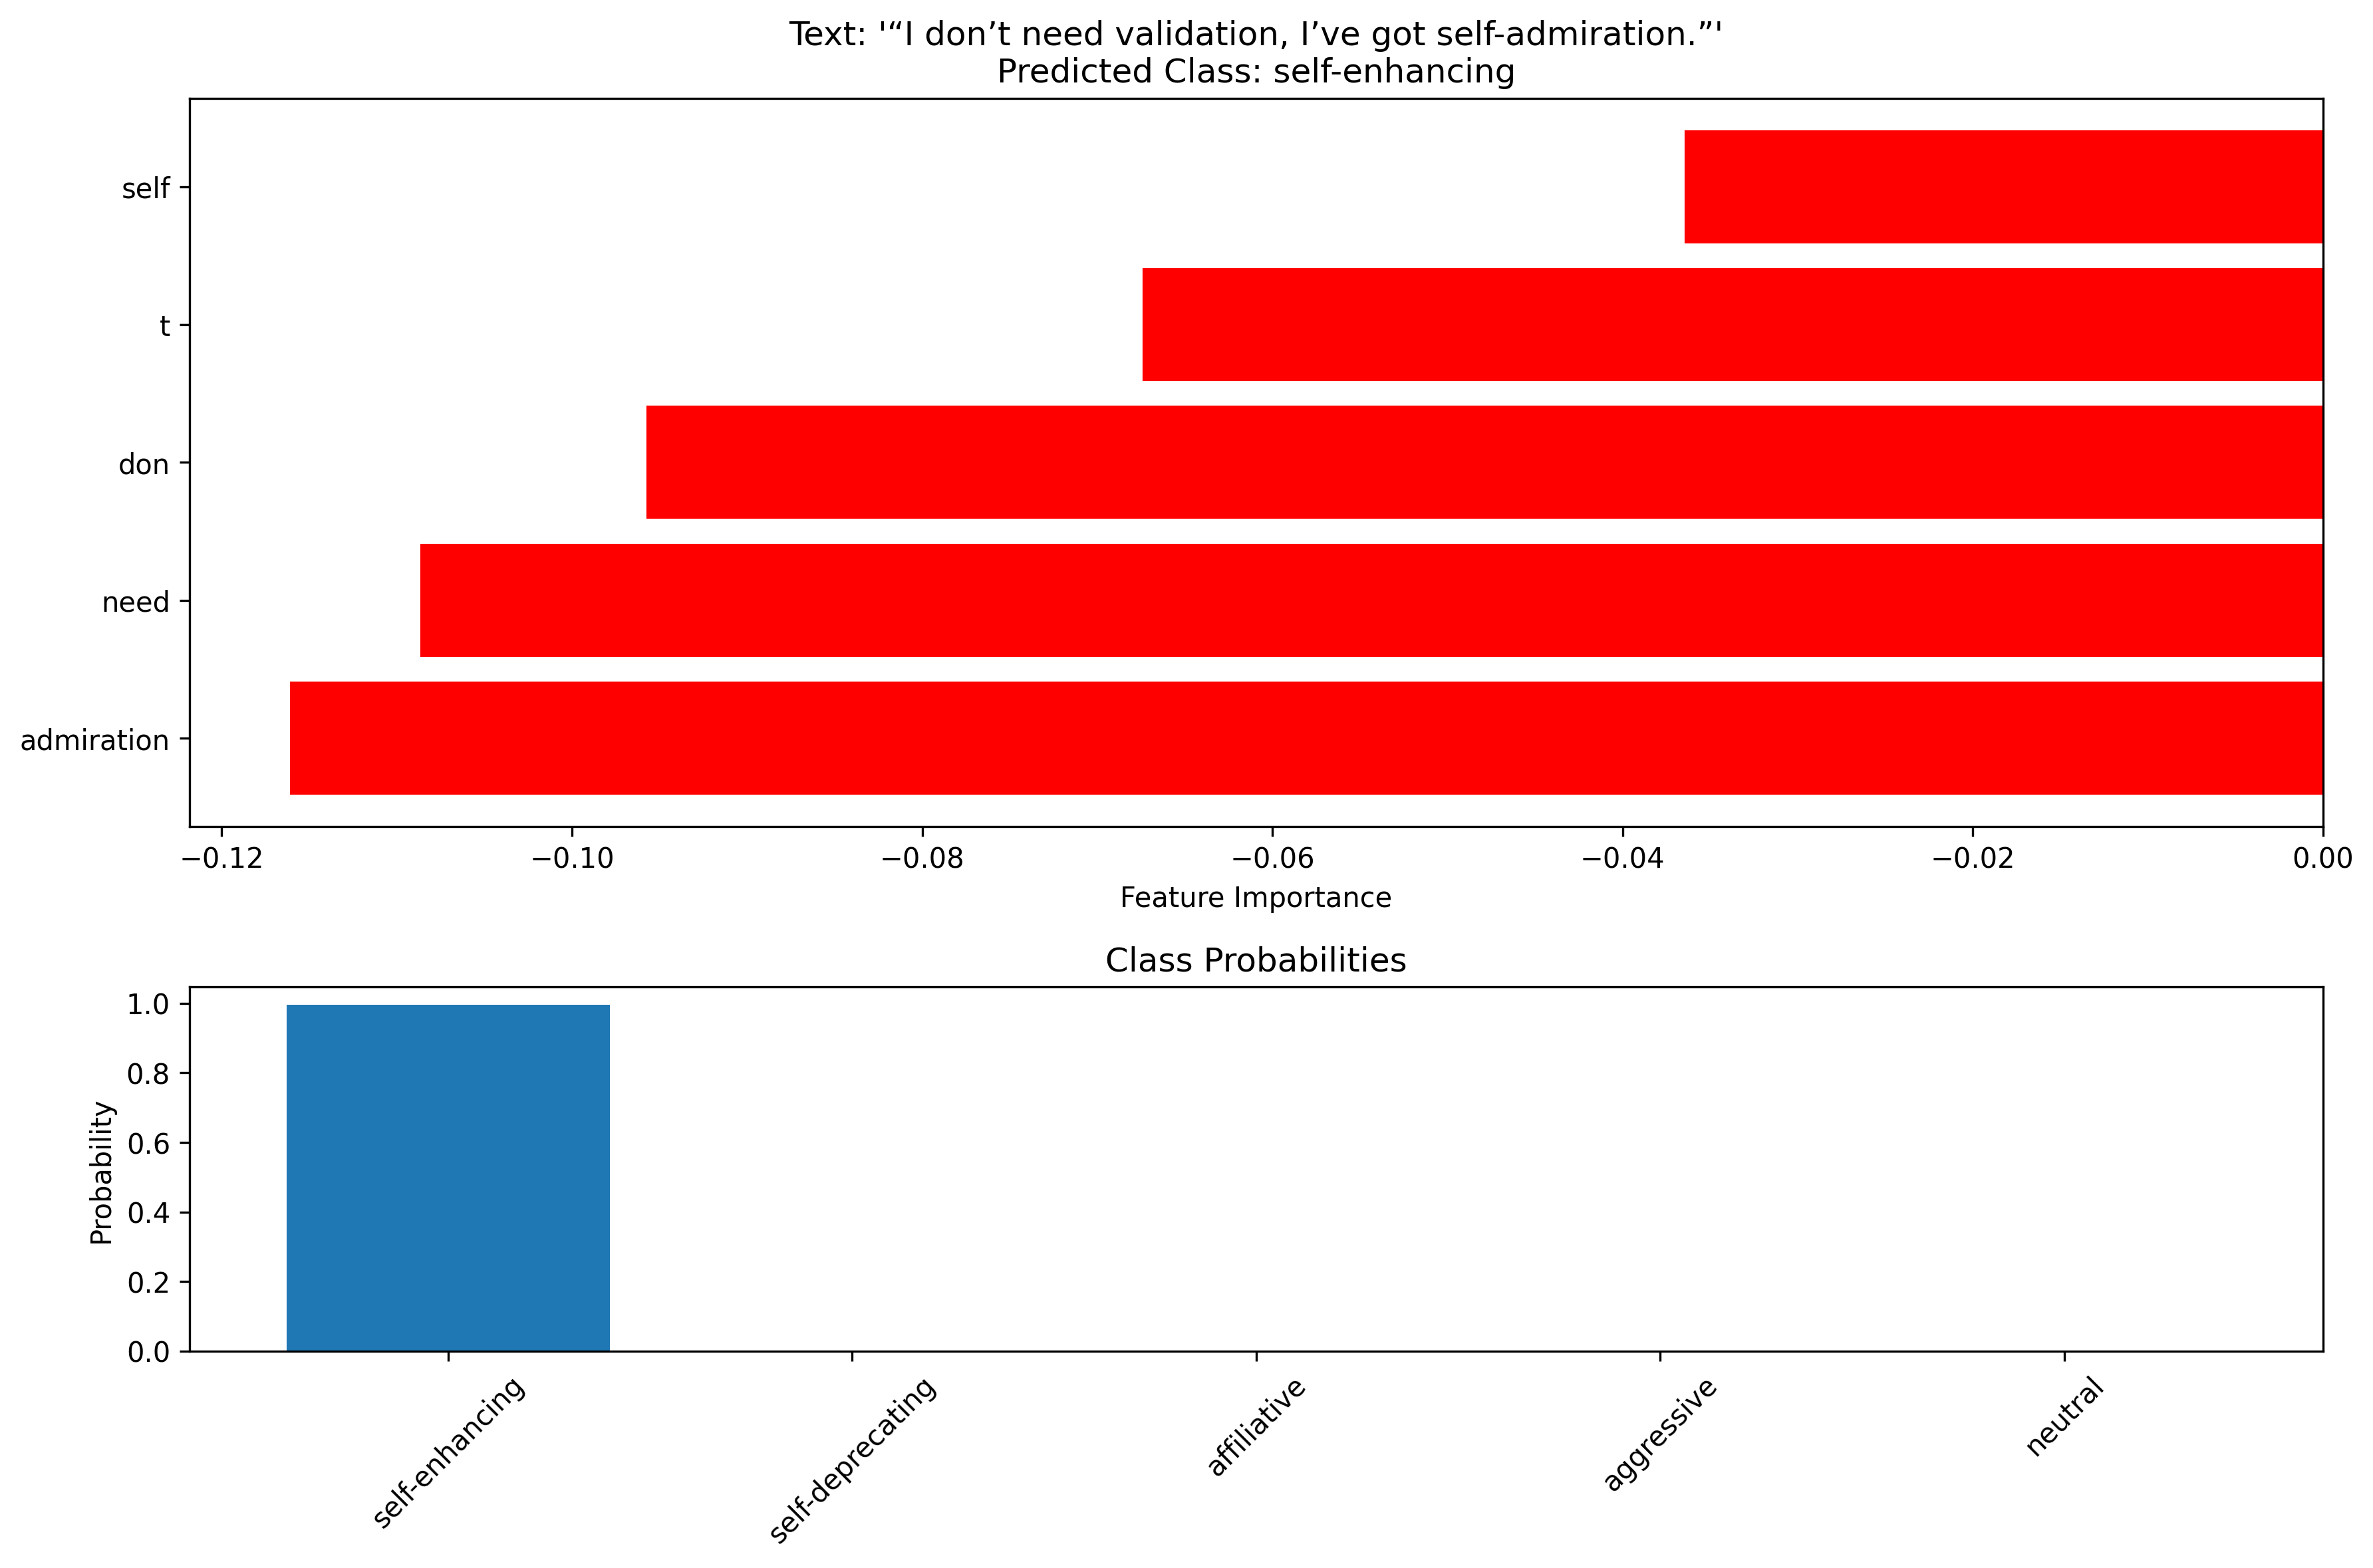 Text: '“I don’t need validation, I’ve got self-admiration.”'
Predicted Class: self-enhancing
self
t
don
need
admiration
−0.12 −0.10 −0.08 −0.06 −0.04 −0.02 0.00
Feature Importance
Class Probabilities
1.0
0.8
0.6
0.4
0.2
0.0
Probability
self-enhancing self-deprecating affiliative aggressive neutral